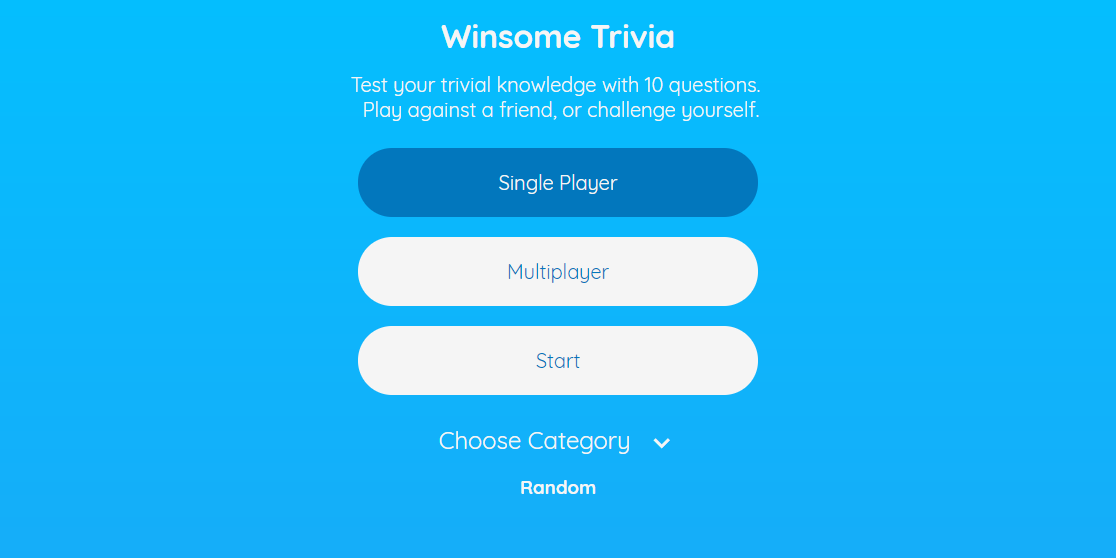 Winsome Trivia
Test your trivial knowledge with 10 questions.
Play against a friend, or challenge yourself.
Single Player
Multiplayer
Start
Choose Category
Random